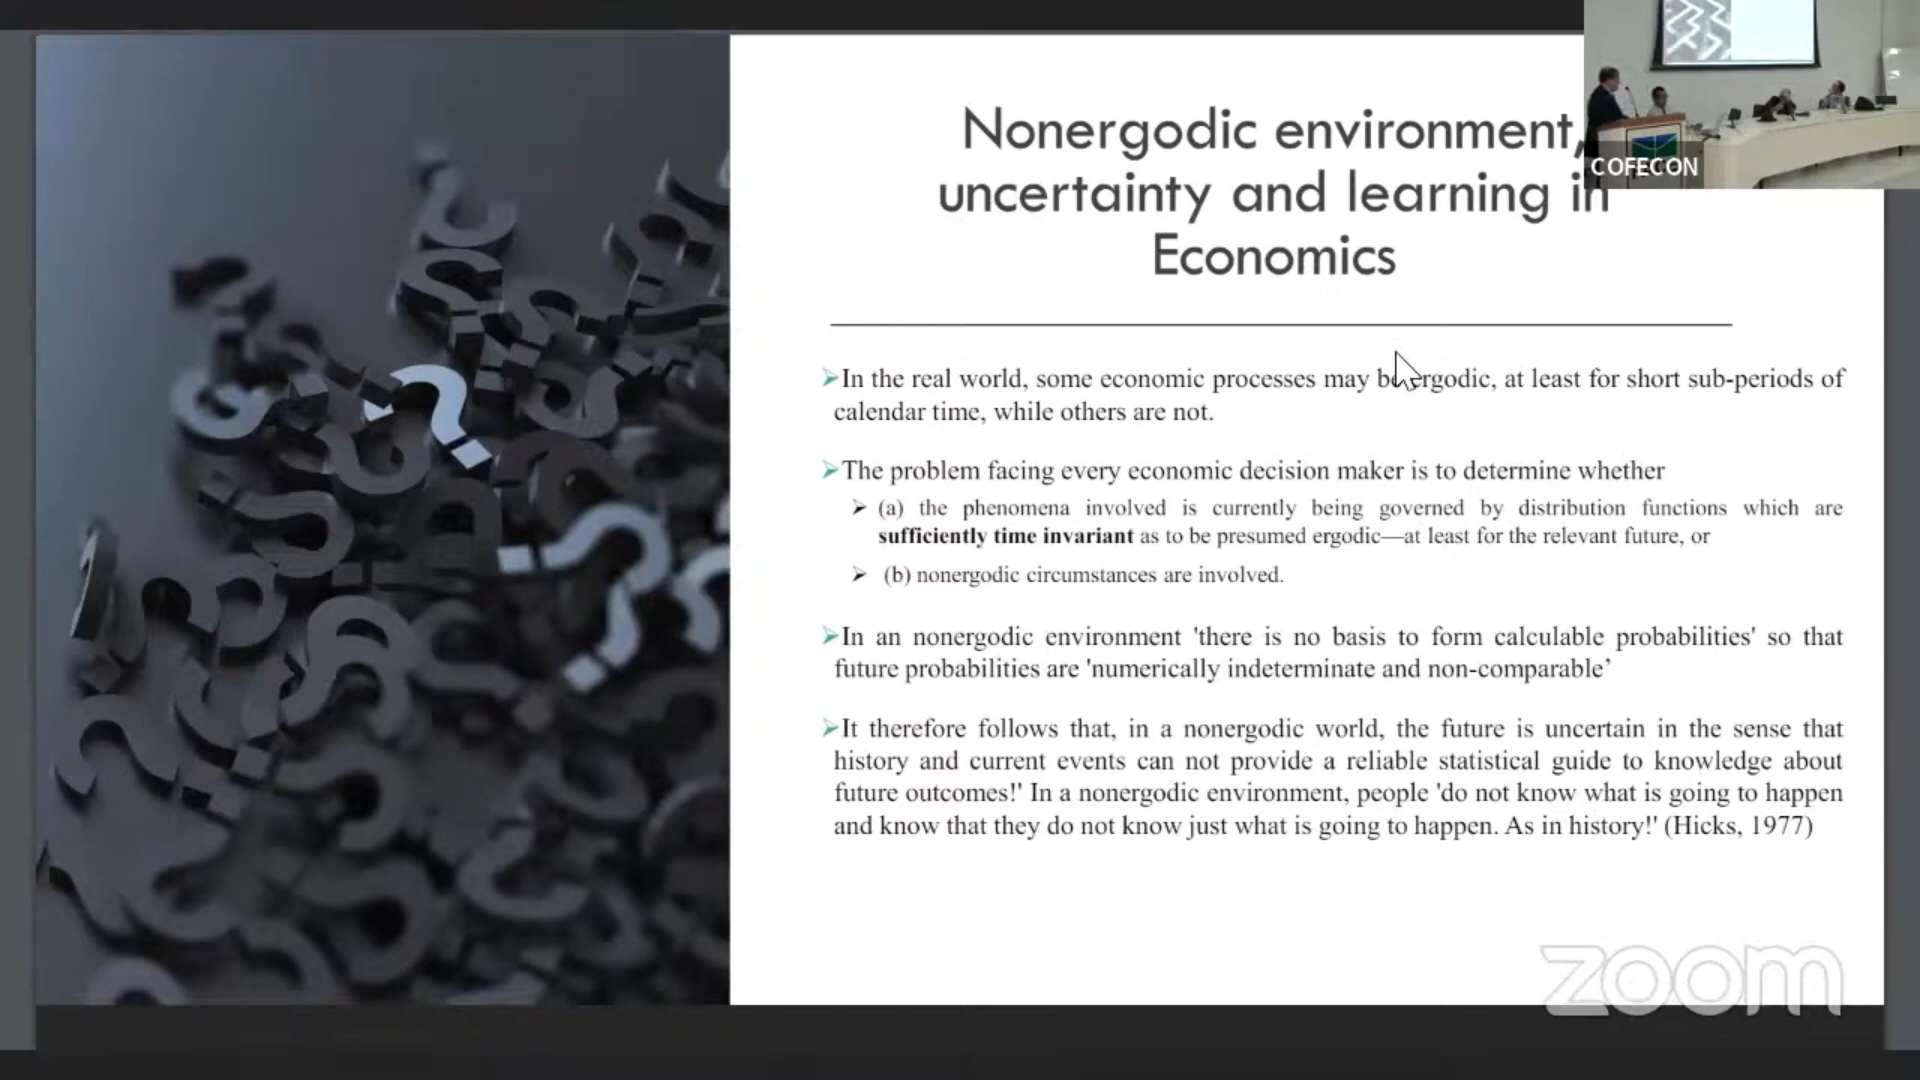 Nonergodic environment,
uncertainty and learning in
Economics
COFECON
In the real world, some economic processes may be ergodic, at least for short sub-periods of
calendar time, while others are not.
The problem facing every economic decision maker is to determine whether
(a) the phenomena involved is currently being governed by distribution functions which are
sufficiently time invariant as to be presumed ergodic—at least for the relevant future, or
(b) nonergodic circumstances are involved.
In an nonergodic environment 'there is no basis to form calculable probabilities' so that
future probabilities are 'numerically indeterminate and non-comparable’
It therefore follows that, in a nonergodic world, the future is uncertain in the sense that
history and current events can not provide a reliable statistical guide to knowledge about
future outcomes!' In a nonergodic environment, people 'do not know what is going to happen
and know that they do not know just what is going to happen. As in history!' (Hicks, 1977)
zoom